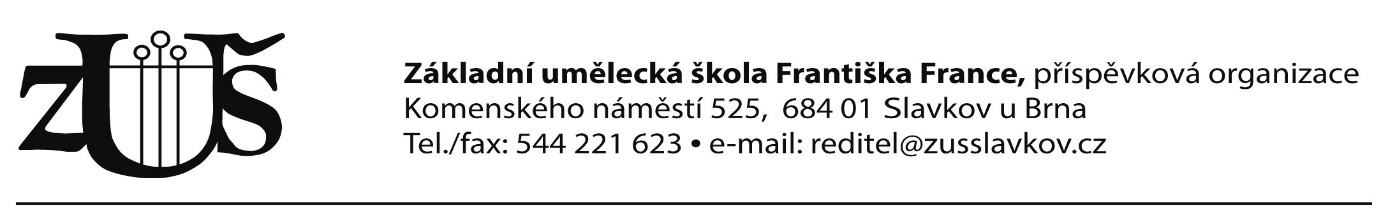 ZUŠ
Základní umělecká škola Františka France, příspěvková organizace
Komenského náměstí 525, 684 01 Slavkov u Brna
Tel./fax: 544 221 623 • e-mail: reditel@zusslavkov.cz